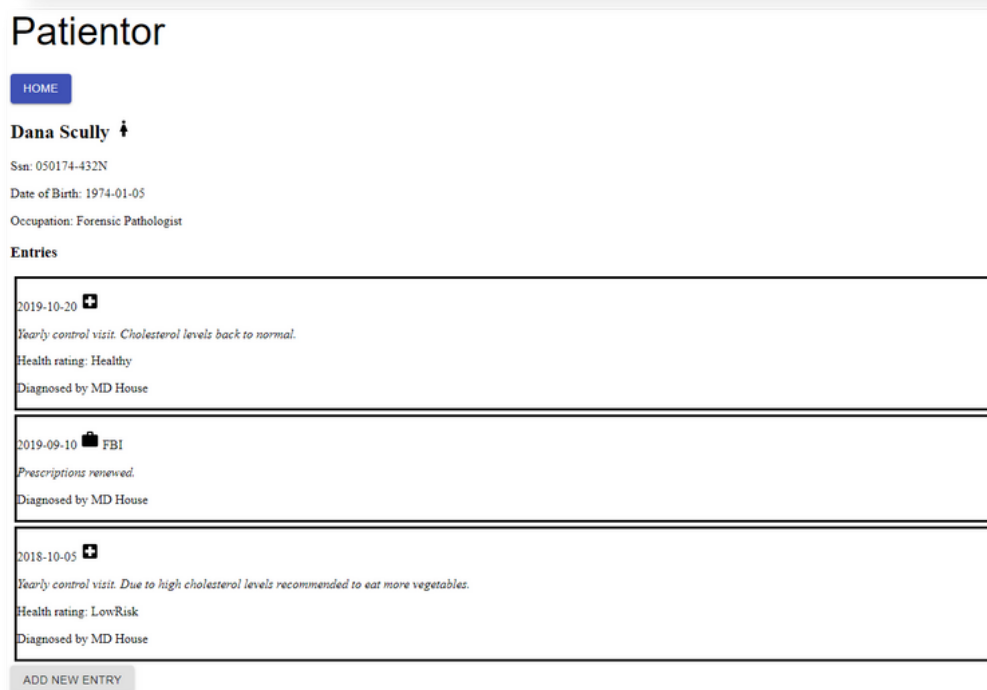 Patientor
HOME
Dana Scully
Ssn: 050174-432N
Date of Birth: 1974-01-05
Occupation: Forensic Pathologist
Entries
2019-10-20
Yearly control visit. Cholesterol levels back to normal.
Health rating: Healthy
Diagnosed by MD House
2019-09-10 FBI
Prescriptions renewed.
Diagnosed by MD House
2018-10-05
Yearly control visit. Due to high cholesterol levels recommended to eat more vegetables.
Health rating: LowRisk
Diagnosed by MD House
ADD NEW ENTRY